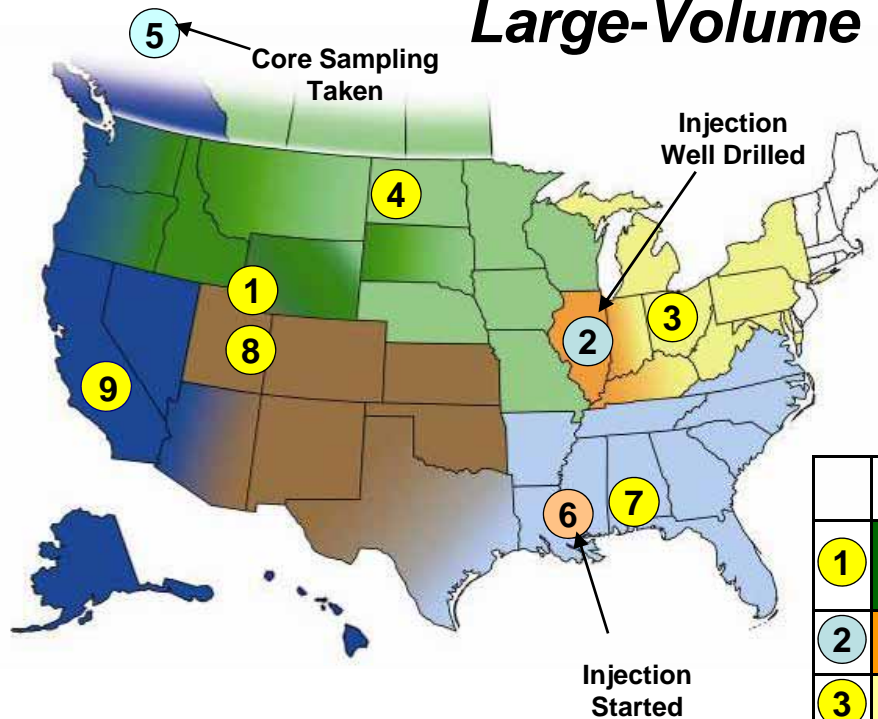 Large-Volume
5
Core Sampling
Taken
Injection
Well Drilled
4
1
3
2
8
9
6
7
Injection
Started
1
2
3